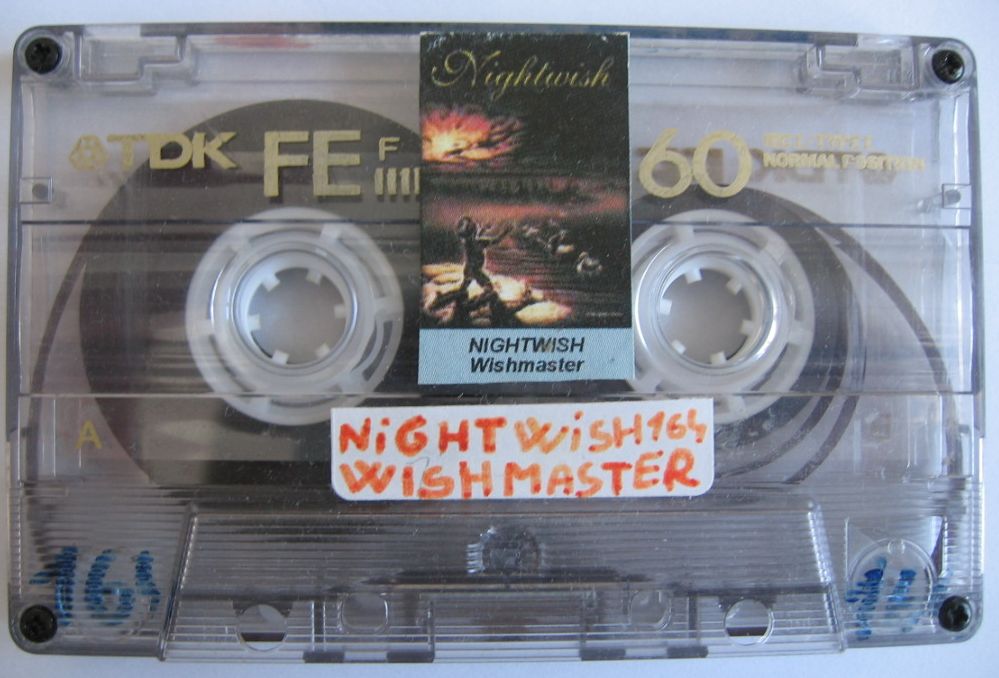 Nightwish
TDK FE F 60
NORMAL POSITION
NIGHTWISH
Wishmaster
A
NiGHTWiSH164
WiSHMASTER